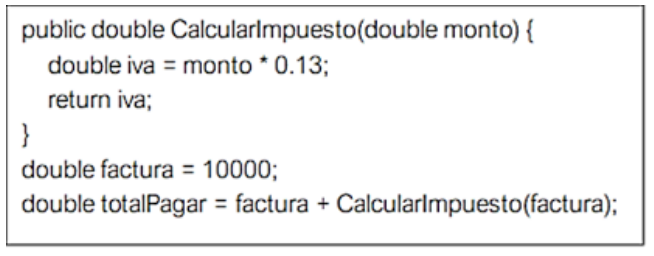 public double CalcularImpuesto(double monto) {
double iva = monto * 0.13;
return iva;
}
double factura = 10000;
double totalPagar = factura + CalcularImpuesto(factura);